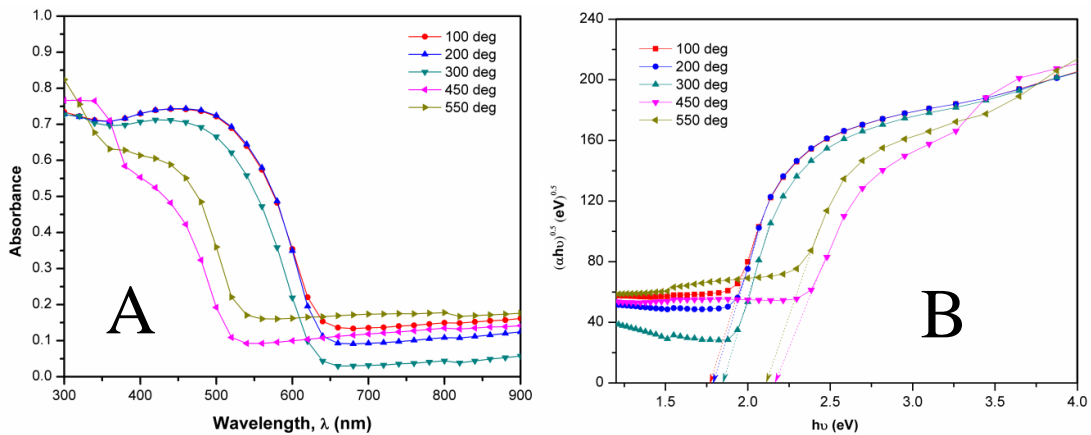 1.0
0.9
0.8
0.7
0.6
0.5
0.4
0.3
0.2
0.1
0.0
Absorbance
300 400 500 600 700 800 900
Wavelength, λ (nm)
100 deg
200 deg
300 deg
450 deg
550 deg
A
240
200
160
120
80
40
0
(αhυ)^0.5 (eV)^0.5
1.5 2.0 2.5 3.0 3.5 4.0
hυ (eV)
100 deg
200 deg
300 deg
450 deg
550 deg
B